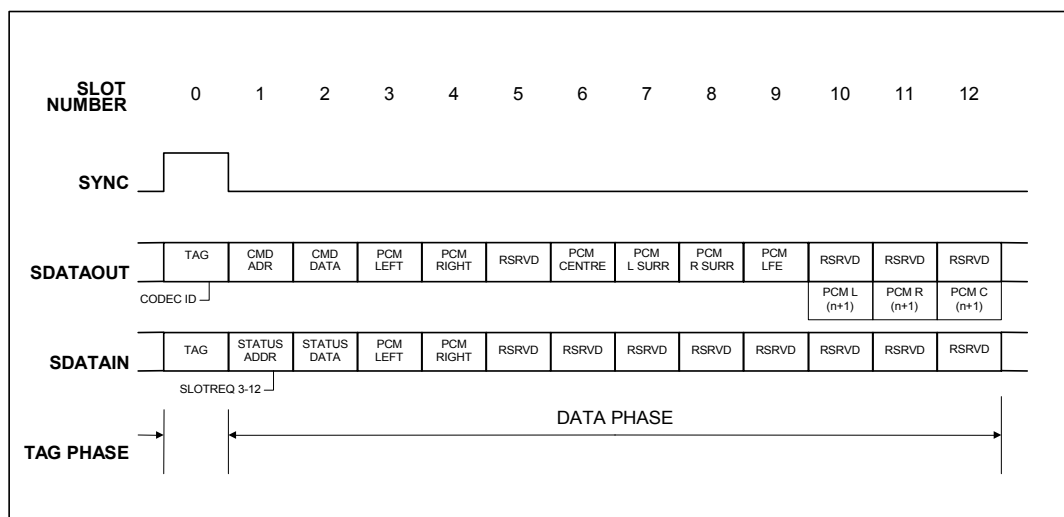 SLOT NUMBER 0 1 2 3 4 5 6 7 8 9 10 11 12
SYNC
SDATAOUT TAG CMD ADR CMD DATA PCM LEFT PCM RIGHT RSRVD PCM CENTRE PCM L SURR PCM R SURR PCM LFE RSRVD RSRVD RSRVD
CODEC ID PCM L (n+1) PCM R (n+1) PCM C (n+1)
SDATAIN TAG STATUS ADDR STATUS DATA PCM LEFT PCM RIGHT RSRVD RSRVD RSRVD RSRVD RSRVD RSRVD RSRVD RSRVD
SLOTREQ 3-12
DATA PHASE
TAG PHASE